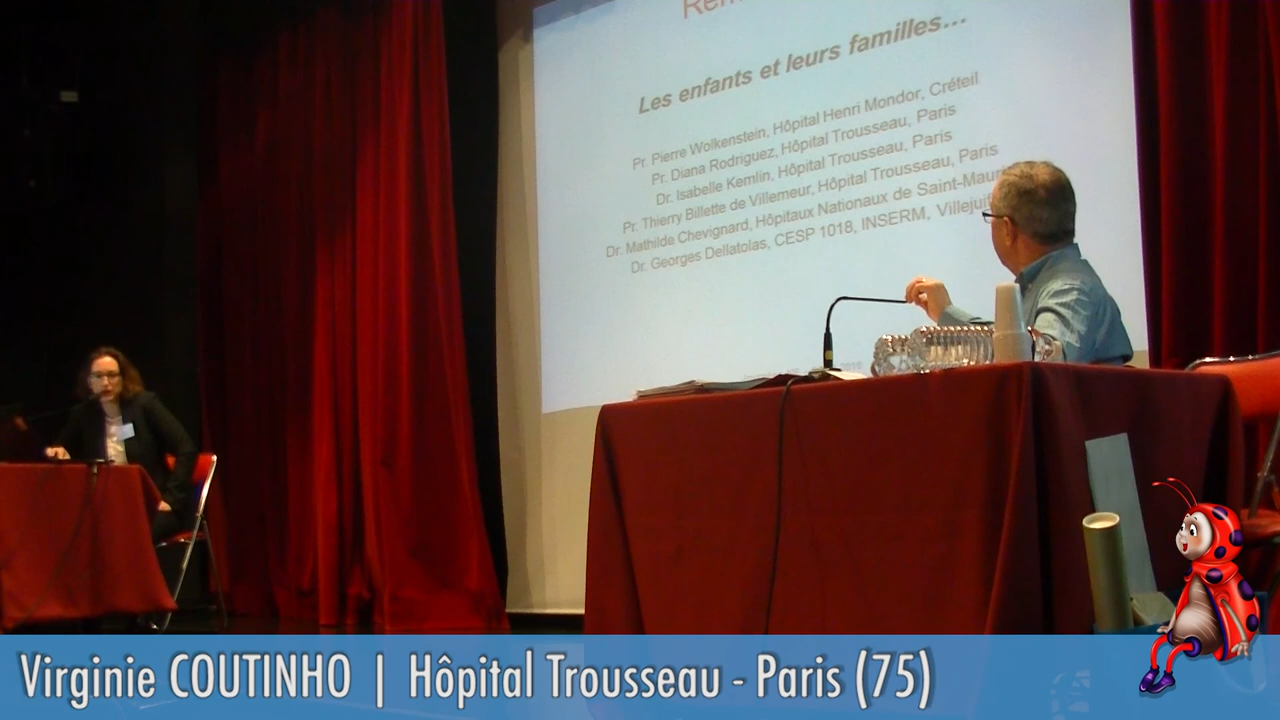 Les enfants et leurs familles...
Pr. Pierre Wolkenstein, Hôpital Henri Mondor, Créteil
Pr. Diana Rodriguez, Hôpital Trousseau, Paris
Dr. Isabelle Kemlin, Hôpital Trousseau, Paris
Pr. Thierry Billette de Villemeur, Hôpital Trousseau, Paris
Dr. Mathilde Chevignard, Hôpitaux Nationaux de Saint-Mauri
Dr. Georges Dellatolas, CESP 1018, INSERM, Villejuif
Virginie COUTINHO | Hôpital Trousseau - Paris (75)